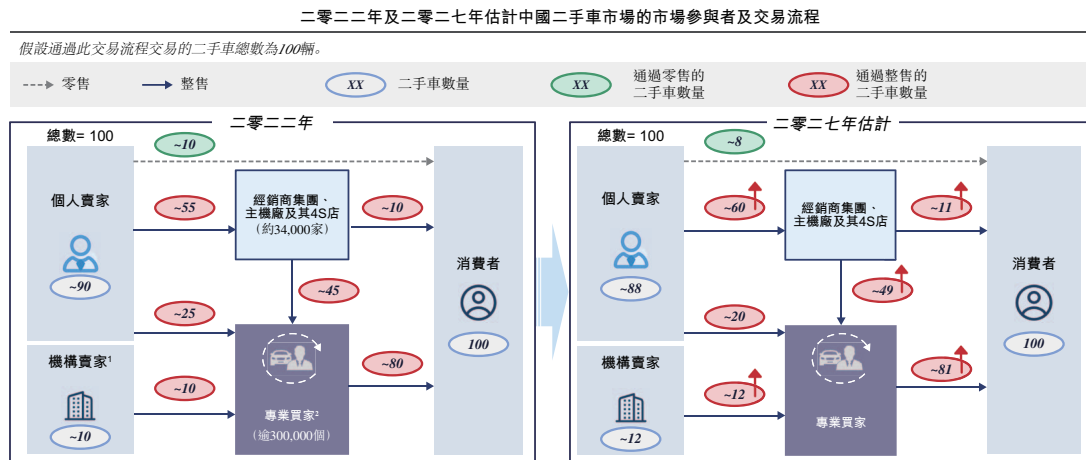 二零二二年及二零二七年估計中國二手車市場的市場參與者及交易流程
假設通過此交易流程交易的二手車總數為100輛。
零售
整售
XX
二手車數量
XX
通過零售的
二手車數量
XX
通過整售的
二手車數量
二零二二年
總數= 100
~10
個人賣家
~90
~55
經銷商集團、
主機廠及其4S店
(約34,000家)
~10
~45
消費者
100
~25
機構賣家¹
~10
~10
專業買家²
(逾300,000個)
~80
二零二七年估計
總數= 100
~8
個人賣家
~88
~60
經銷商集團、
主機廠及其4S店
~11
~49
消費者
100
~20
機構賣家
~12
~12
專業買家
~81